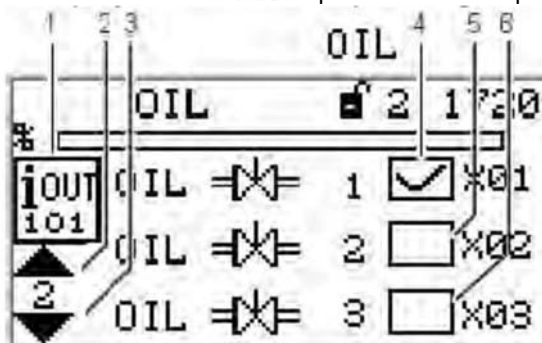 1 2 3 4 5 6
OIL
OIL 2 1720
%
iOUT OIL 1 X01
101
OIL 2 X02
2
OIL 3 X03